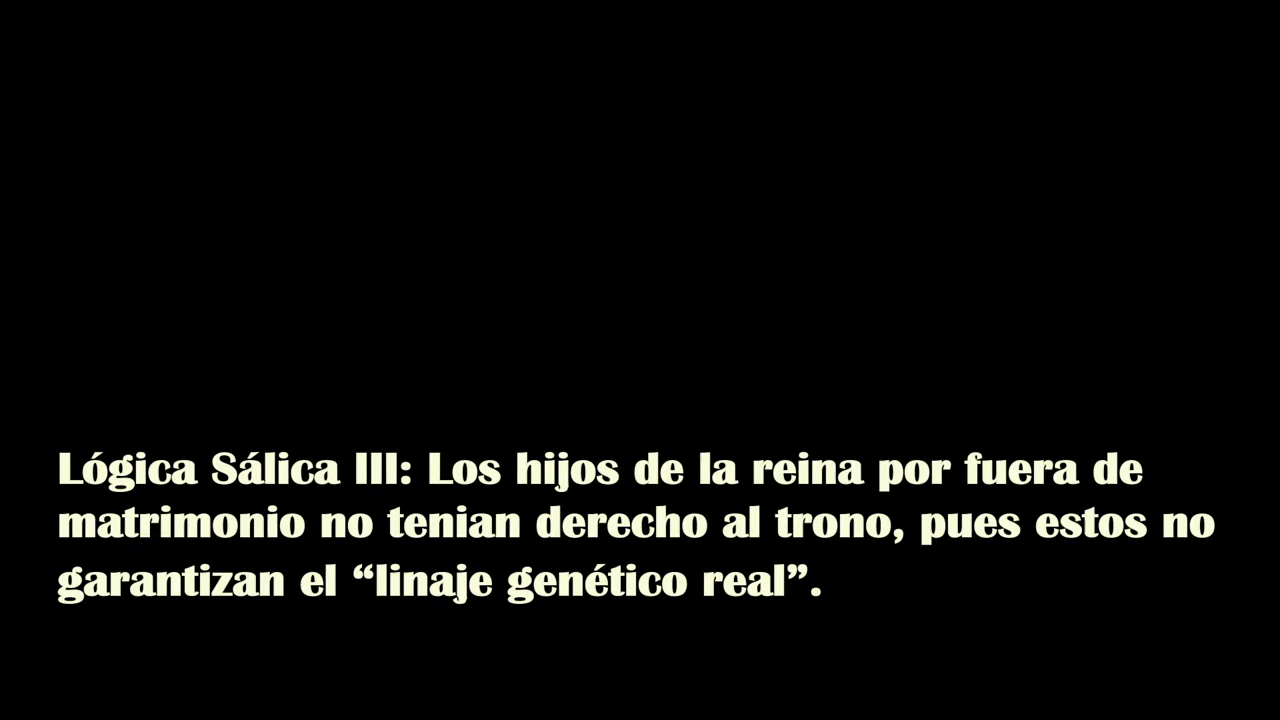 Lógica Sálica III: Los hijos de la reina por fuera de
matrimonio no tenian derecho al trono, pues estos no
garantizan el “linaje genético real”.